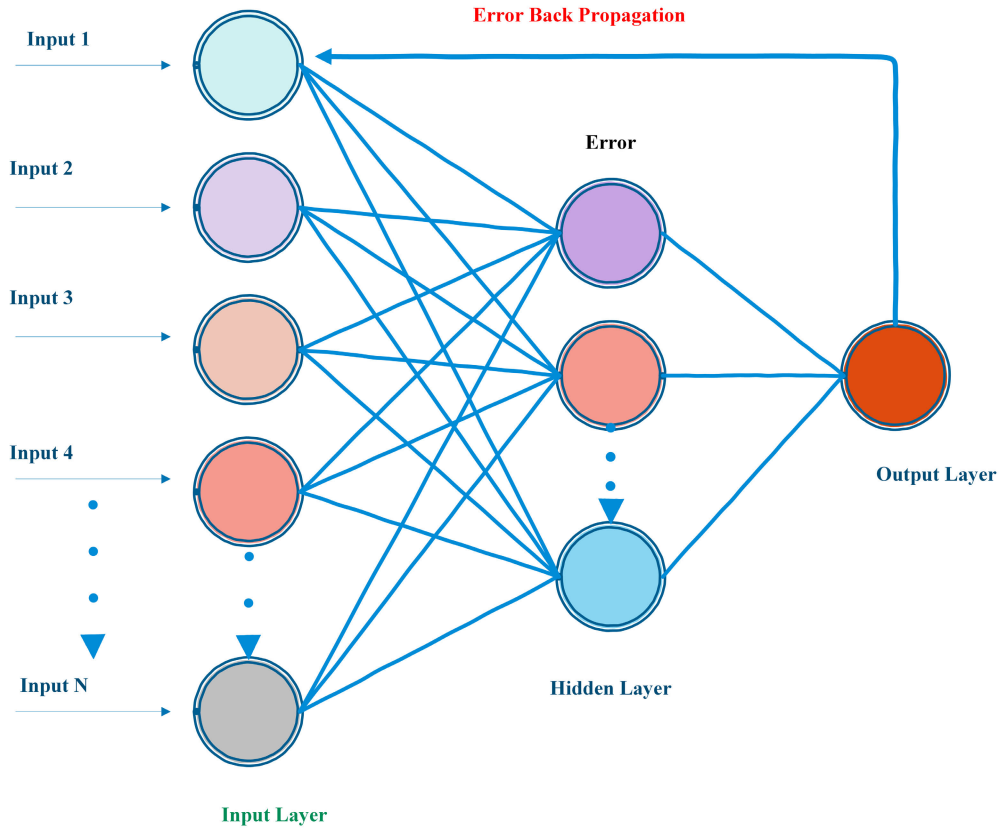 Error Back Propagation
Input 1
Error
Input 2
Input 3
Input 4
Output Layer
Input N
Hidden Layer
Input Layer